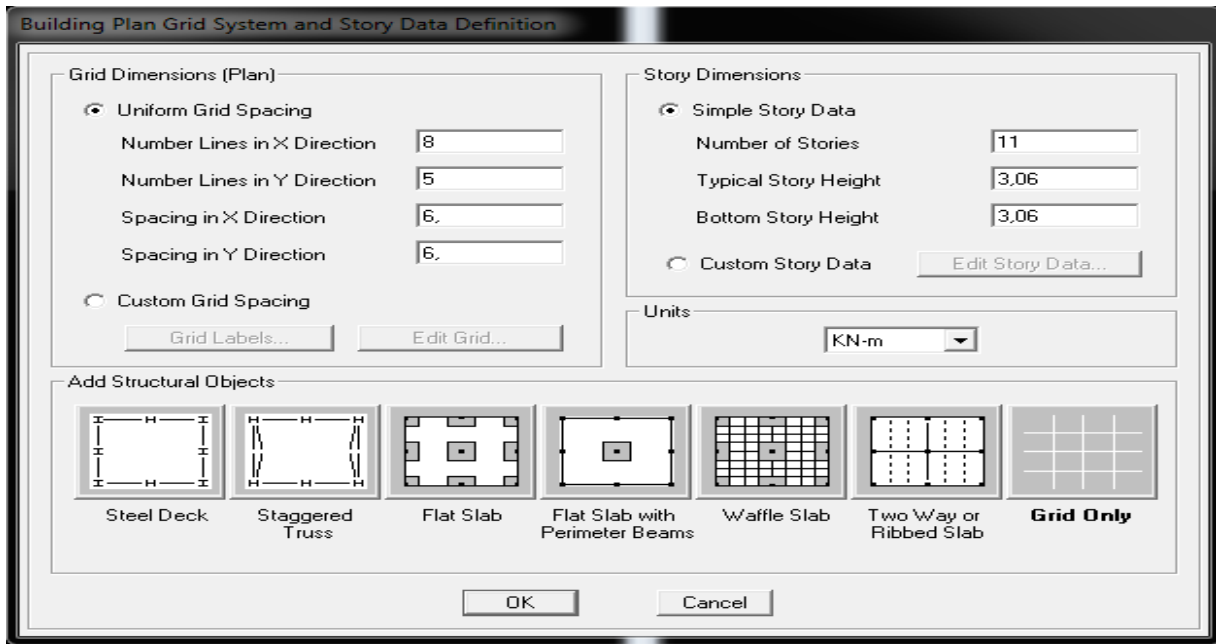 Building Plan Grid System and Story Data Definition
Grid Dimensions (Plan)
Uniform Grid Spacing
Number Lines in X Direction 8
Number Lines in Y Direction 5
Spacing in X Direction 6,
Spacing in Y Direction 6,
Custom Grid Spacing
Grid Labels... Edit Grid...
Story Dimensions
Simple Story Data
Number of Stories 11
Typical Story Height 3,06
Bottom Story Height 3,06
Custom Story Data Edit Story Data...
Units
KN-m
Add Structural Objects
Steel Deck
Staggered
Truss
Flat Slab
Flat Slab with
Perimeter Beams
Waffle Slab
Two Way or
Ribbed Slab
Grid Only
OK Cancel